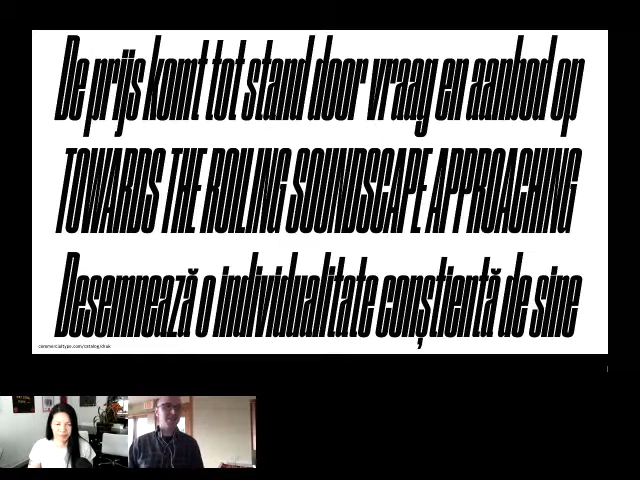 De prijs komt tot stand door vraag en aanbod op
TOWARDS THE ROILING SOUNDSCAPE APPROACHING
Desemnează o individualitate conștientă de sine